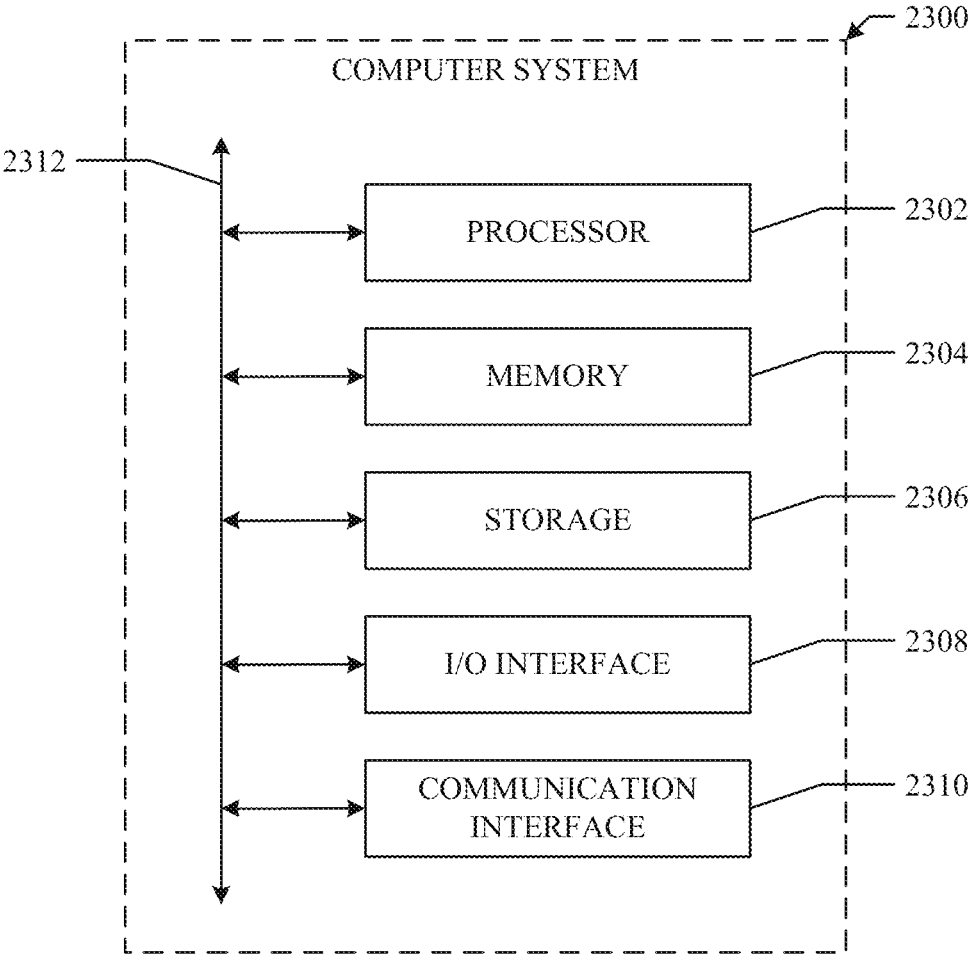 2300
COMPUTER SYSTEM
2312
PROCESSOR
2302
MEMORY
2304
STORAGE
2306
I/O INTERFACE
2308
COMMUNICATION
INTERFACE
2310